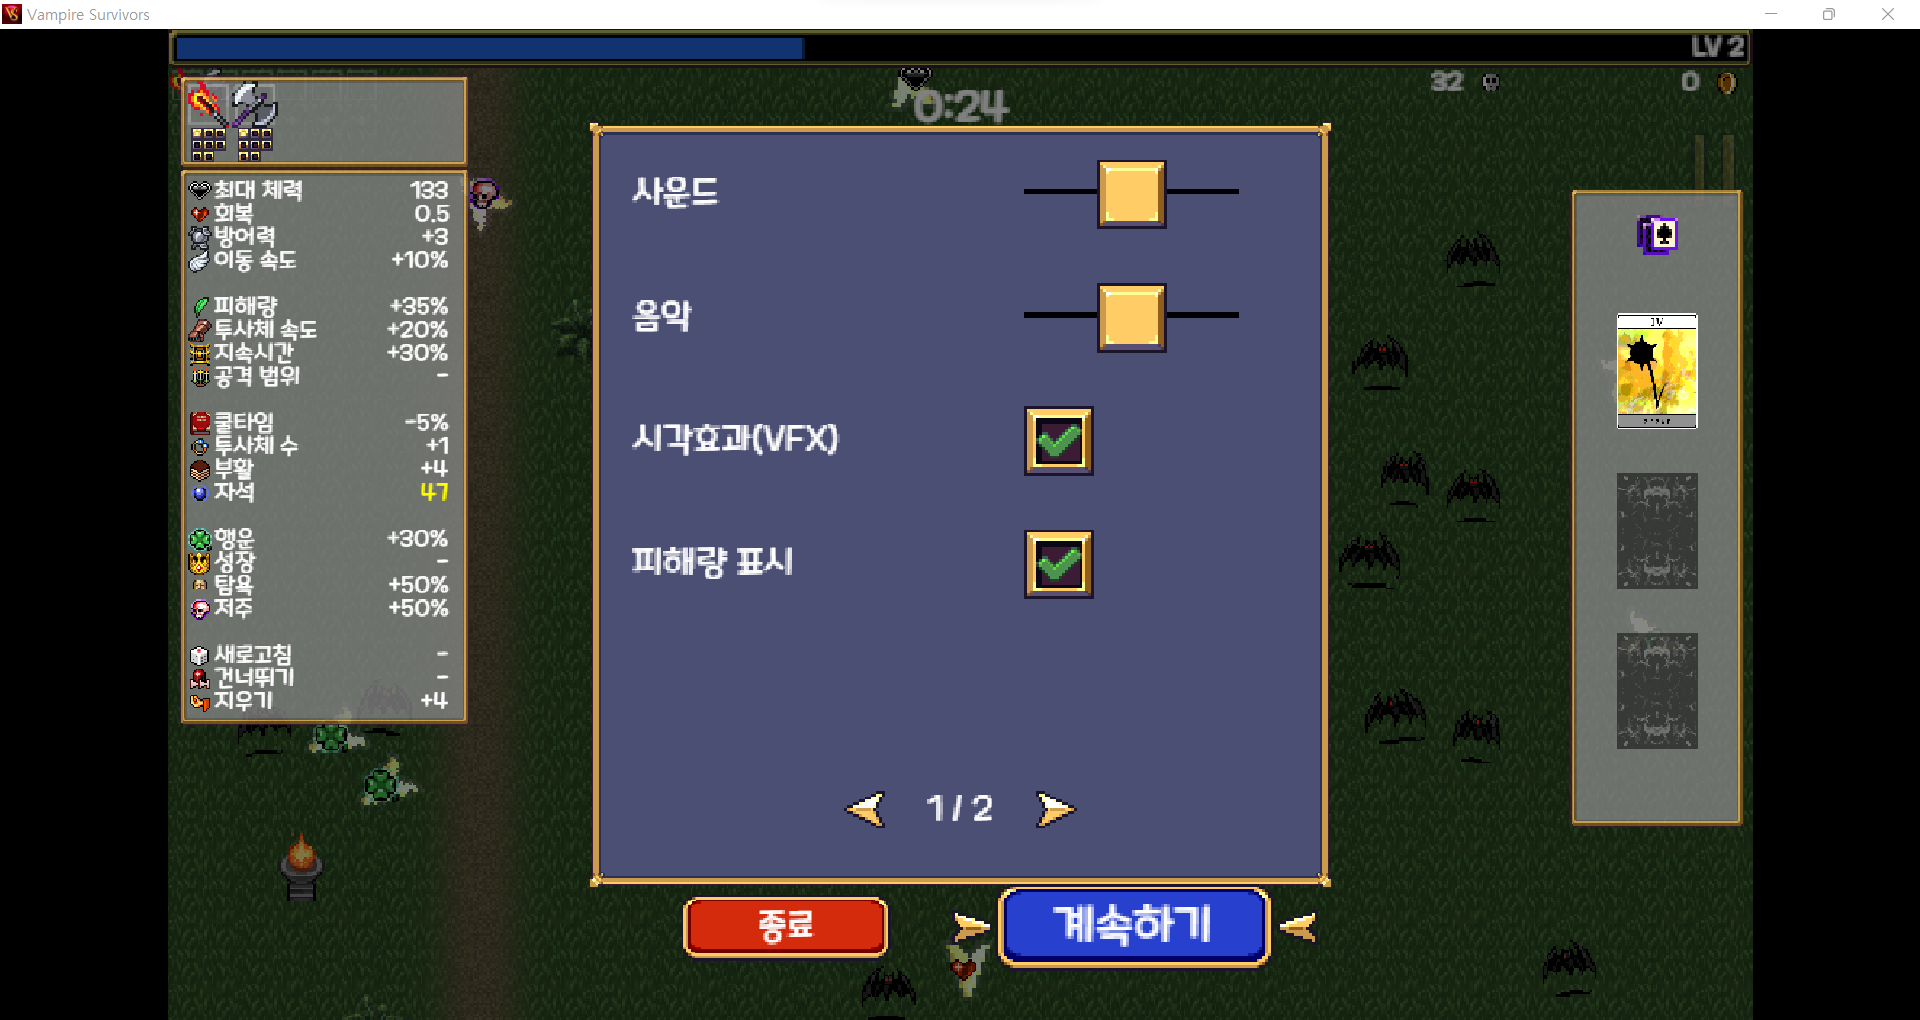 Vampire Survivors
LV 2
32
0
0:24
최대 체력 133
회복 0.5
방어력 +3
이동 속도 +10%
피해량 +35%
투사체 속도 +20%
지속시간 +30%
공격 범위 -
쿨타임 -5%
투사체 수 +1
부활 +4
자석 47
행운 +30%
성장 -
탐욕 +50%
저주 +50%
새로고침 -
건너뛰기 -
지우기 +4
사운드
음악
시각효과(VFX)
피해량 표시
1 / 2
종료
계속하기
IV